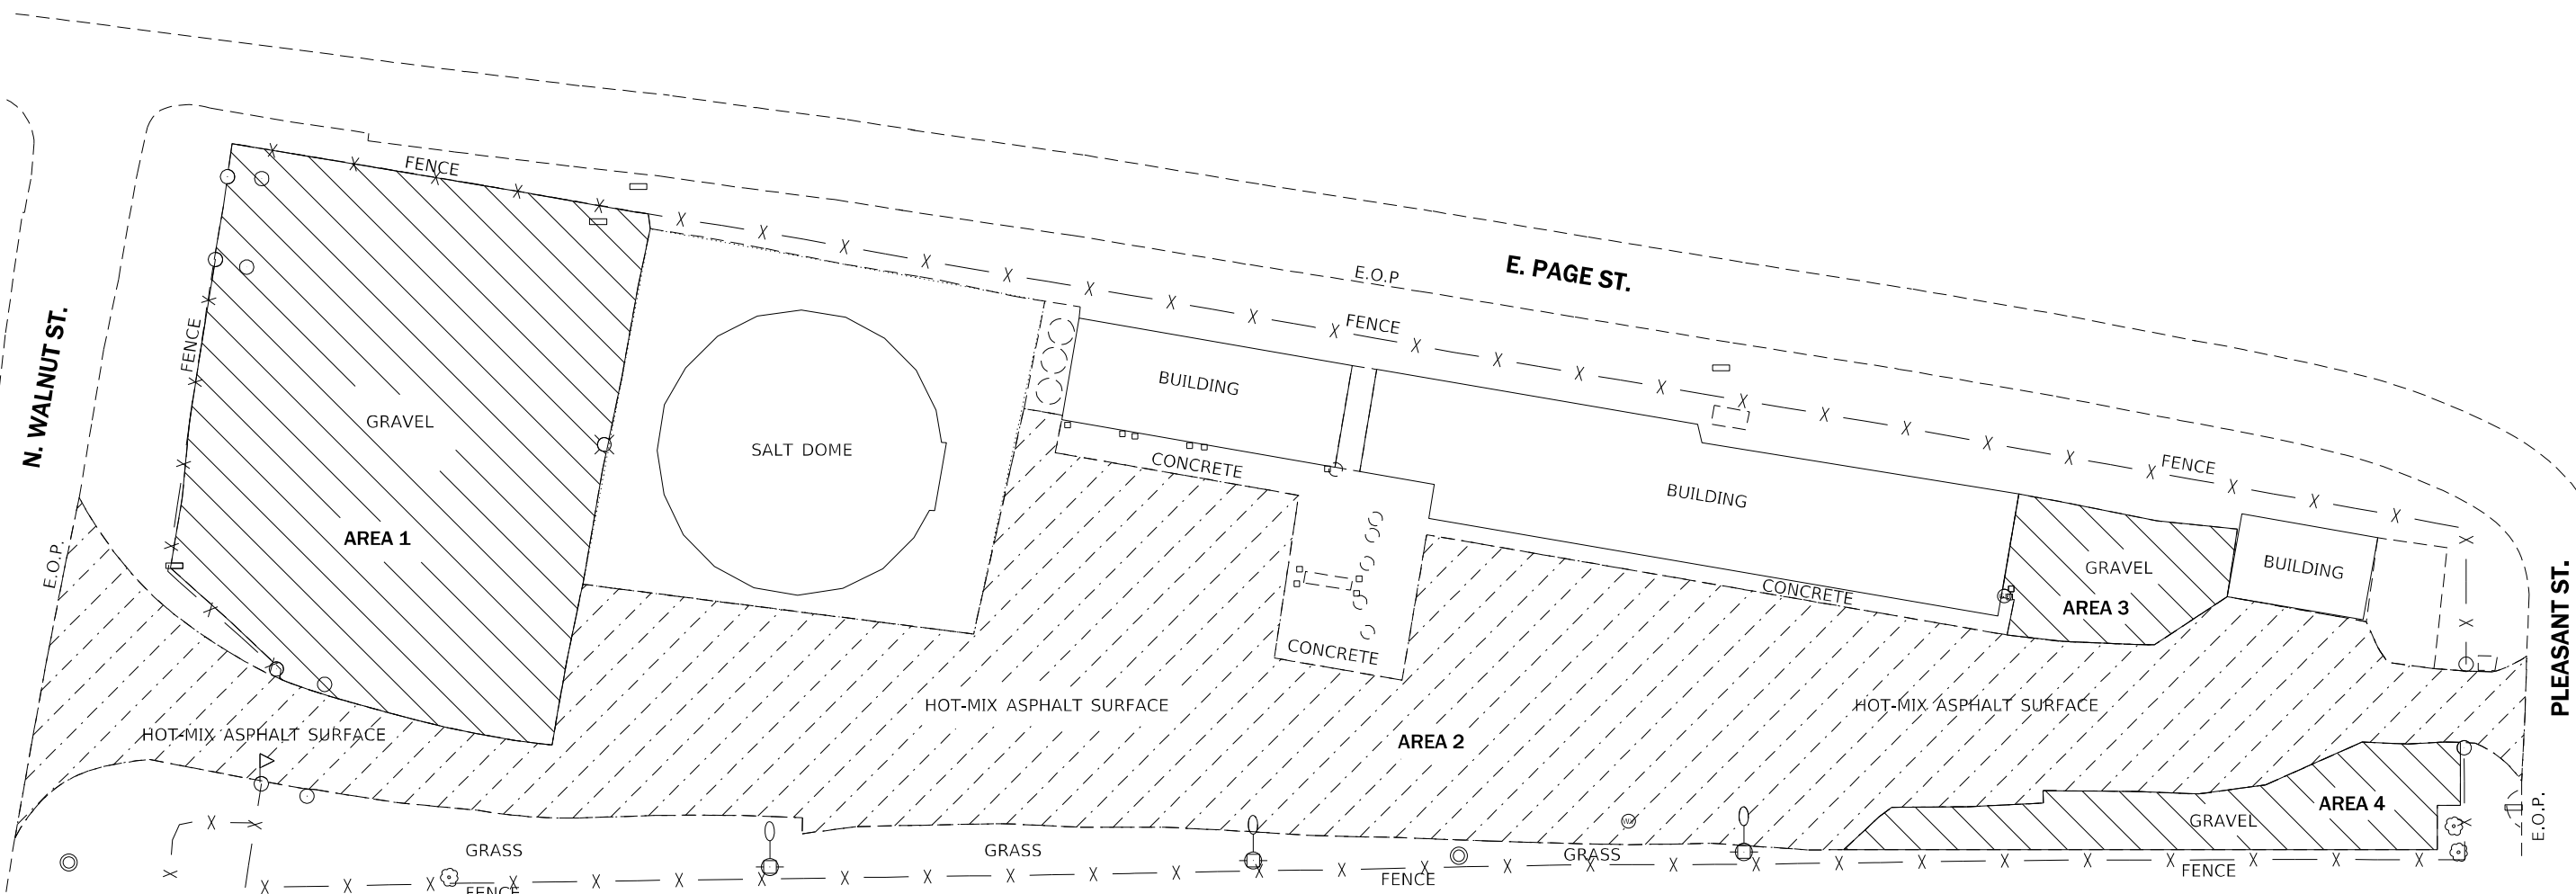 FENCE
E. PAGE ST.
E.O.P
FENCE
FENCE
N. WALNUT ST.
BUILDING
GRAVEL
SALT DOME
CONCRETE
FENCE
BUILDING
AREA 1
E.O.P.
GRAVEL
BUILDING
CONCRETE
AREA 3
PLEASANT ST.
CONCRETE
HOT-MIX ASPHALT SURFACE
HOT-MIX ASPHALT SURFACE
HOT-MIX ASPHALT SURFACE
AREA 2
AREA 4
GRAVEL
E.O.P.
GRASS
GRASS
GRASS
FENCE
FENCE
FENCE